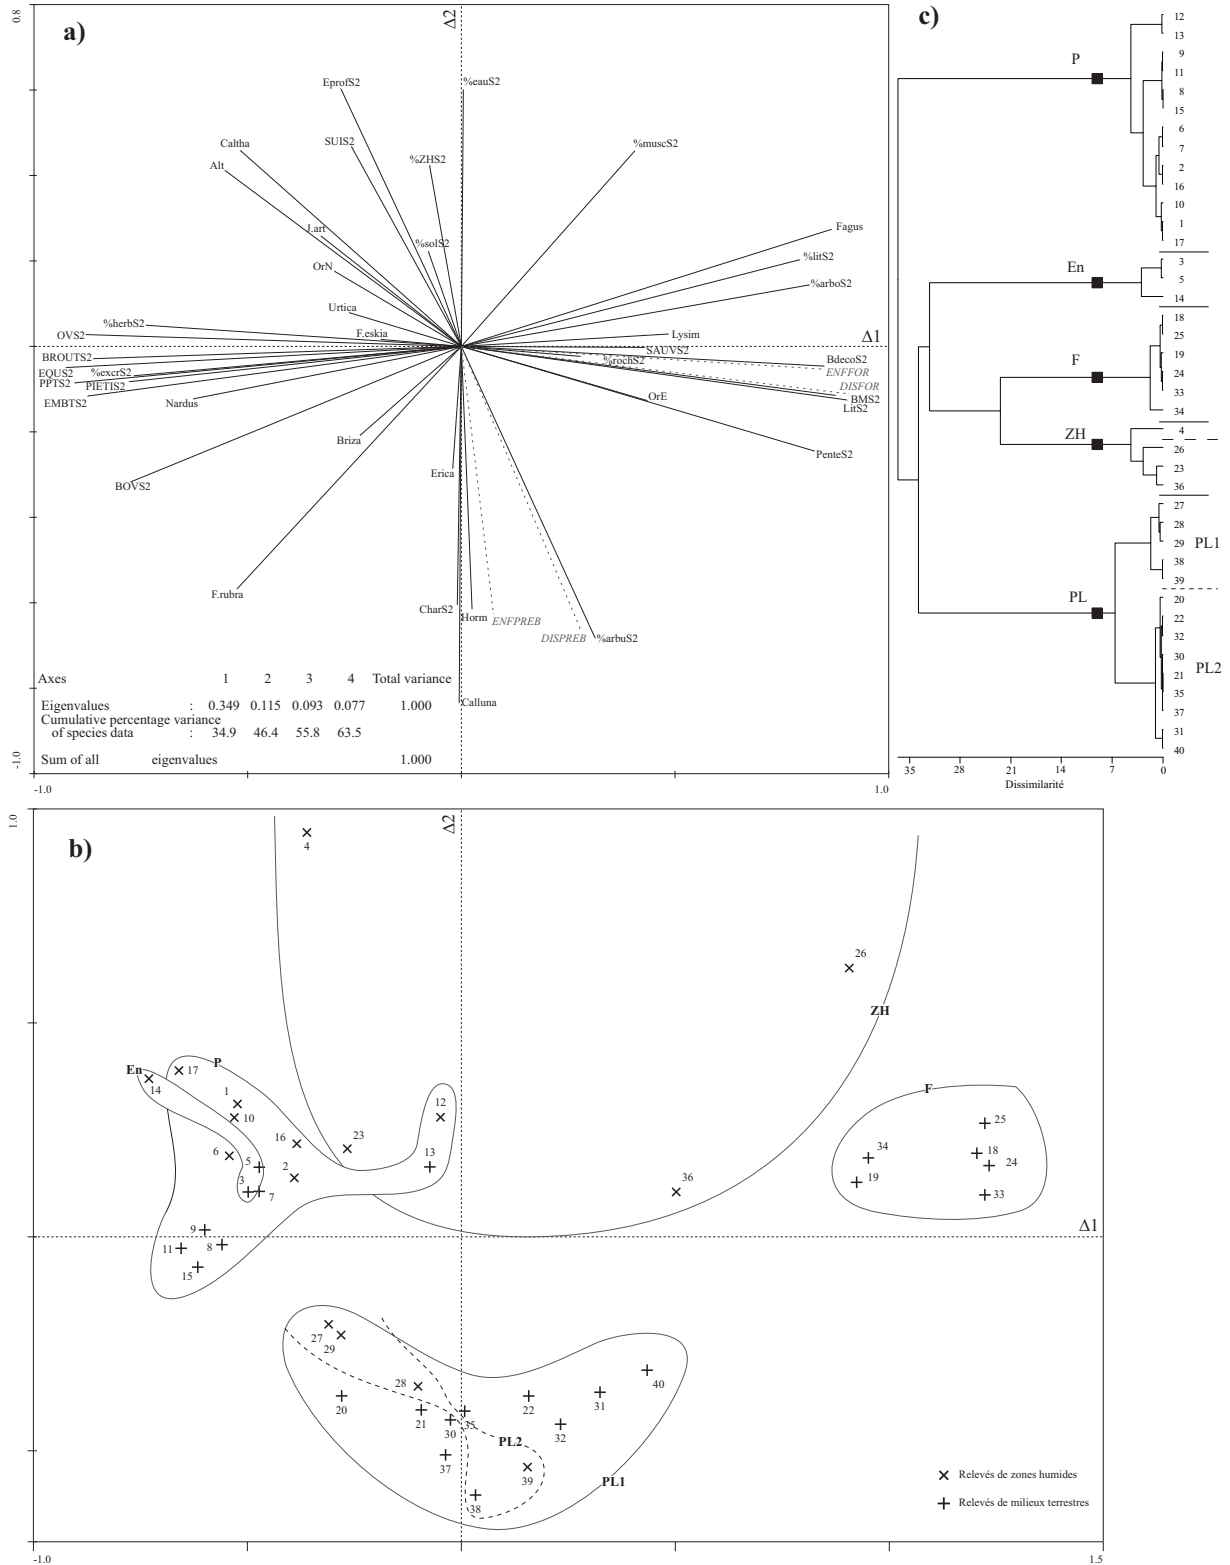 a)
0.8
Δ2
EprofS2
%eauS2
Caltha
SUIS2
%muscS2
Alt
%ZHS2
J.art
%solS2
Fagus
OrN
%litS2
%arboS2
Urtica
%herbS2
F.eskia
Lysim
Δ1
OVS2
SAUVS2
BROUTS2
%rochS2
BdecoS2
EQUS2
%excrS2
ENFFOR
PPTS2
PIETIS2
DISFOR
EMBTS2
Nardus
OrE
BMS2
LitS2
Briza
PenteS2
Erica
BOVS2
F.rubra
CharS2
Horm
ENFPREB
DISPREB
%arbuS2
Calluna
Axes 1 2 3 4 Total variance
Eigenvalues : 0.349 0.115 0.093 0.077 1.000
Cumulative percentage variance
of species data : 34.9 46.4 55.8 63.5
Sum of all eigenvalues 1.000
-1.0
-1.0
1.0
c)
12
13
P
9
11
8
15
6
7
2
16
10
1
17
En
3
5
14
18
25
19
F
24
33
34
4
ZH
26
23
36
27
28
29
PL1
38
39
PL
20
22
32
30
PL2
21
35
37
31
40
35 28 21 14 7 0
Dissimilarité
b)
1.0
Δ2
4
26
ZH
En
17
P
14
1
10
12
F
25
16
23
34
18
24
6
5
2
13
19
3
7
36
33
9
Δ1
11
8
15
27
29
40
28
20
21
30
35
22
31
32
PL2
37
39
PL1
38
Relevés de zones humides
Relevés de milieux terrestres
-1.0
1.5